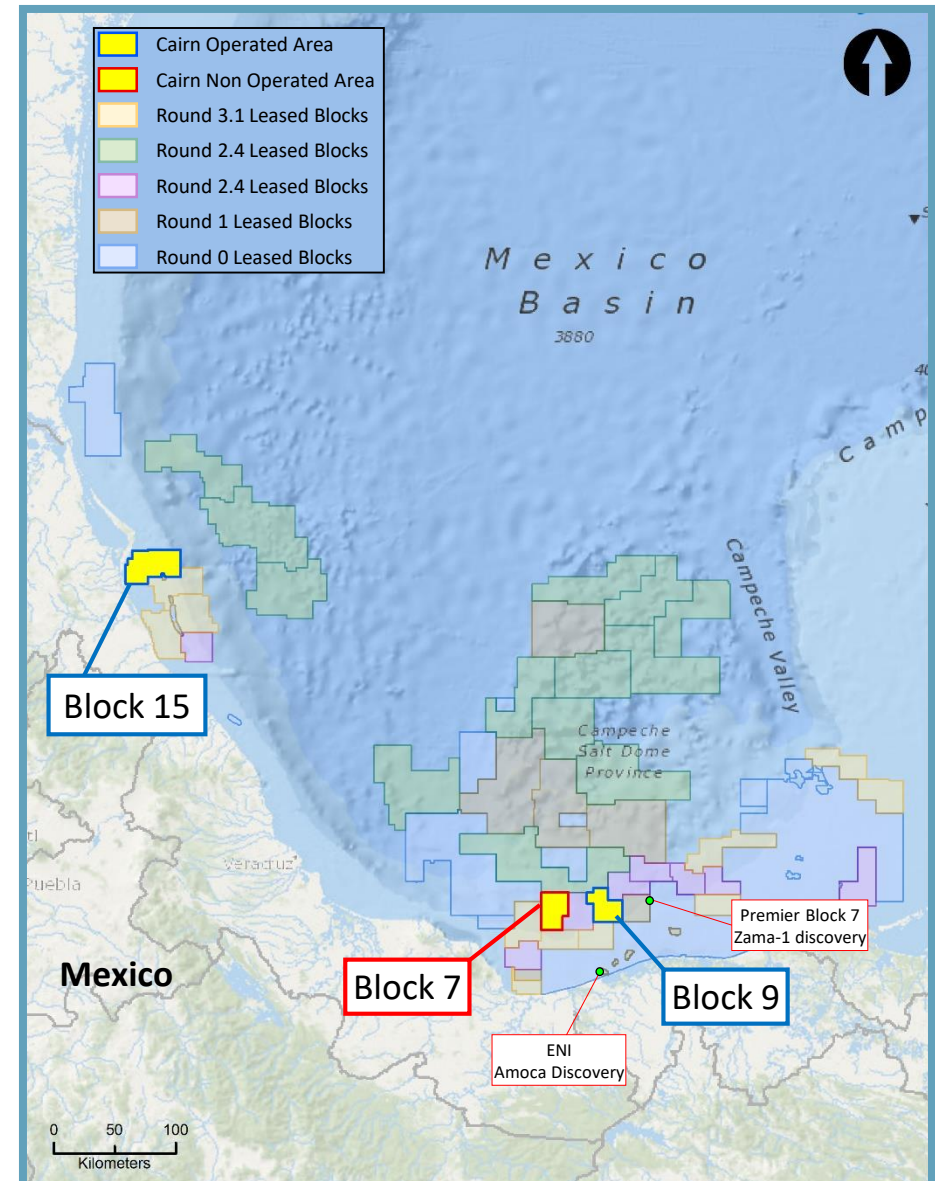 Cairn Operated Area
Cairn Non Operated Area
Round 3.1 Leased Blocks
Round 2.4 Leased Blocks
Round 2.4 Leased Blocks
Round 1 Leased Blocks
Round 0 Leased Blocks
Mexico
Basin
3880
40
Camp
Campeche Valley
Block 15
Campeche
Salt Dome
Province
Veracruz
Puebla
Premier Block 7
Zama-1 discovery
Mexico
Block 7
Block 9
ENI
Amoca Discovery
0 50 100
Kilometers